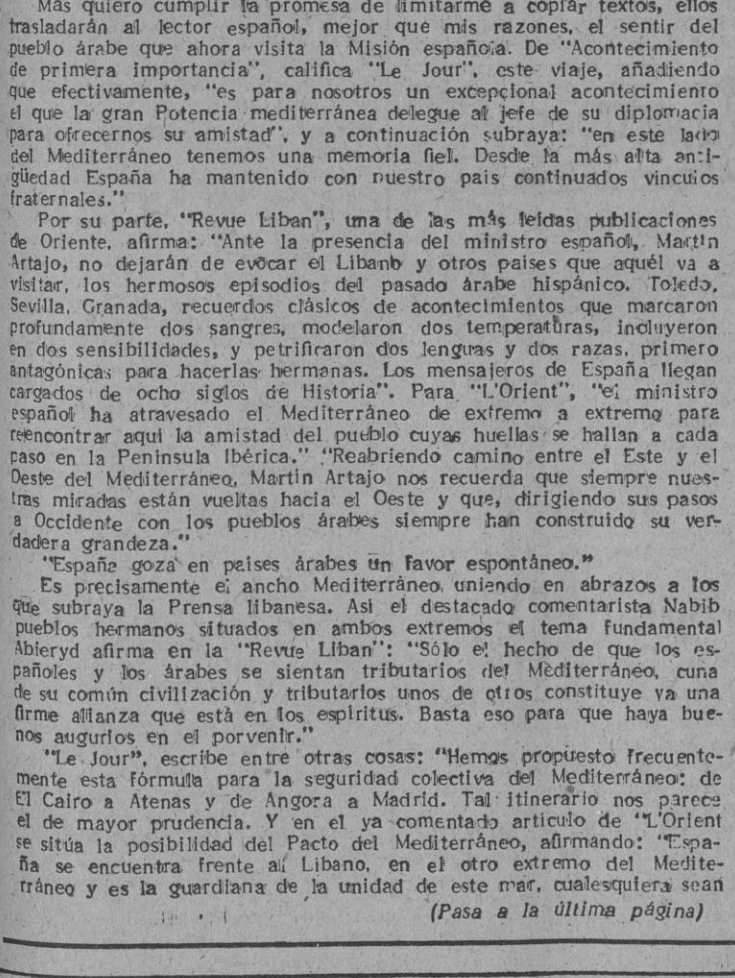 Más quiero cumplir la promesa de limitarme a copiar textos, ellos
trasladarán al lector español, mejor que mis razones, el sentir del
pueblo árabe que ahora visita la Misión española. De "Acontecimiento
de primera importancia", califica "Le Jour", este viaje, añadiendo
que efectivamente, "es para nosotros un excepcional acontecimiento
el que la gran Potencia mediterránea delegue al jefe de su diplomacia
para ofrecernos su amistad", y a continuación subraya: "en este lado
del Mediterráneo tenemos una memoria fiel. Desde la más alta anti-
güedad España ha mantenido con nuestro pais continuados vinculos
fraternales."
Por su parte, "Revue Liban", una de las más leídas publicaciones
de Oriente, afirma: "Ante la presencia del ministro español, Martin
Artajo, no dejarán de evocar el Libano y otros paises que aquél va a
visitar, los hermosos episodios del pasado árabe hispánico. Toledo,
Sevilla, Granada, recuerdos clásicos de acontecimientos que marcaron
profundamente dos sangres, modelaron dos temperaturas, incluyeron
en dos sensibilidades, y petrificaron dos lenguas y dos razas, primero
antagónicas para hacerlas hermanas. Los mensajeros de España llegan
cargados de ocho siglos de Historia". Para "L'Orient", "el ministro
español ha atravesado el Mediterráneo de extremo a extremo para
reencontrar aqui la amistad del pueblo cuyas huellas se hallan a cada
paso en la Peninsula Ibérica." "Reabriendo camino entre el Este y el
Oeste del Mediterráneo, Martin Artajo nos recuerda que siempre nues-
tras miradas están vueltas hacia el Oeste y que, dirigiendo sus pasos
a Occidente con los pueblos árabes siempre han construido su ver-
dadera grandeza."
"España goza en paises árabes un favor espontáneo."
Es precisamente el ancho Mediterráneo, uniendo en abrazos a los
que subraya la Prensa libanesa. Asi el destacado comentarista Nabib
pueblos hermanos situados en ambos extremos el tema fundamental
Abieryd afirma en la "Revue Liban": "Sólo el hecho de que los es-
pañoles y los árabes se sientan tributarios del Mediterráneo, cuna
de su común civilización y tributarios unos de otros constituye ya una
firme alianza que está en los espiritus. Basta eso para que haya bue-
nos augurios en el porvenir."
"Le Jour", escribe entre otras cosas: "Hemos propuesto frecuente-
mente esta fórmula para la seguridad colectiva del Mediterráneo: de
El Cairo a Atenas y de Angora a Madrid. Tal itinerario nos parece
el de mayor prudencia. Y en el ya comentado articulo de "L'Orient
se sitúa la posibilidad del Pacto del Mediterráneo, afirmando: "Espa-
ña se encuentra frente al Libano, en el otro extremo del Medite-
rráneo y es la guardiana de la unidad de este mar, cualesquiera sean
(Pasa a la última página)